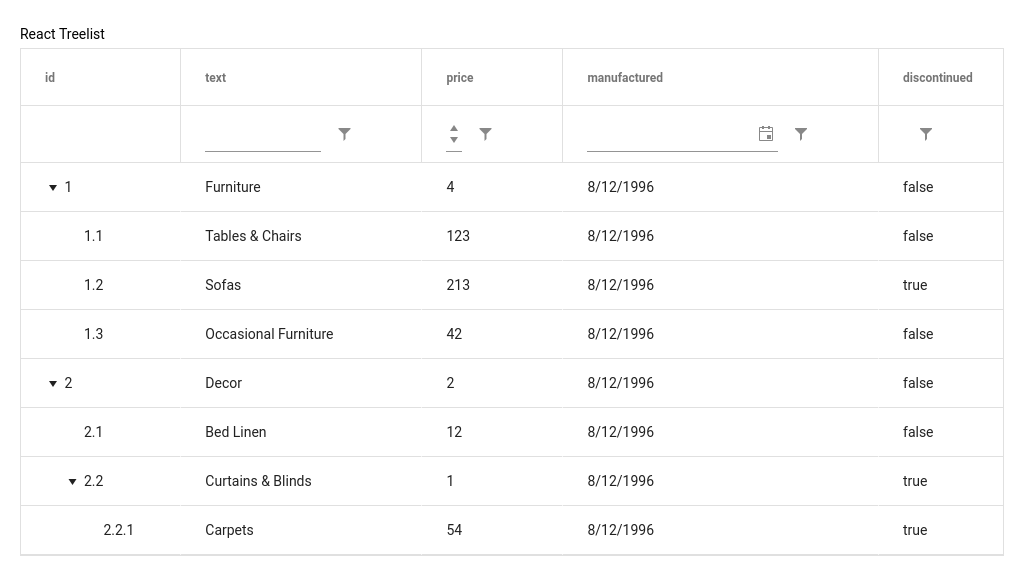 React Treelist
id text price manufactured discontinued
1 Furniture 4 8/12/1996 false
1.1 Tables & Chairs 123 8/12/1996 false
1.2 Sofas 213 8/12/1996 true
1.3 Occasional Furniture 42 8/12/1996 false
2 Decor 2 8/12/1996 false
2.1 Bed Linen 12 8/12/1996 false
2.2 Curtains & Blinds 1 8/12/1996 true
2.2.1 Carpets 54 8/12/1996 true